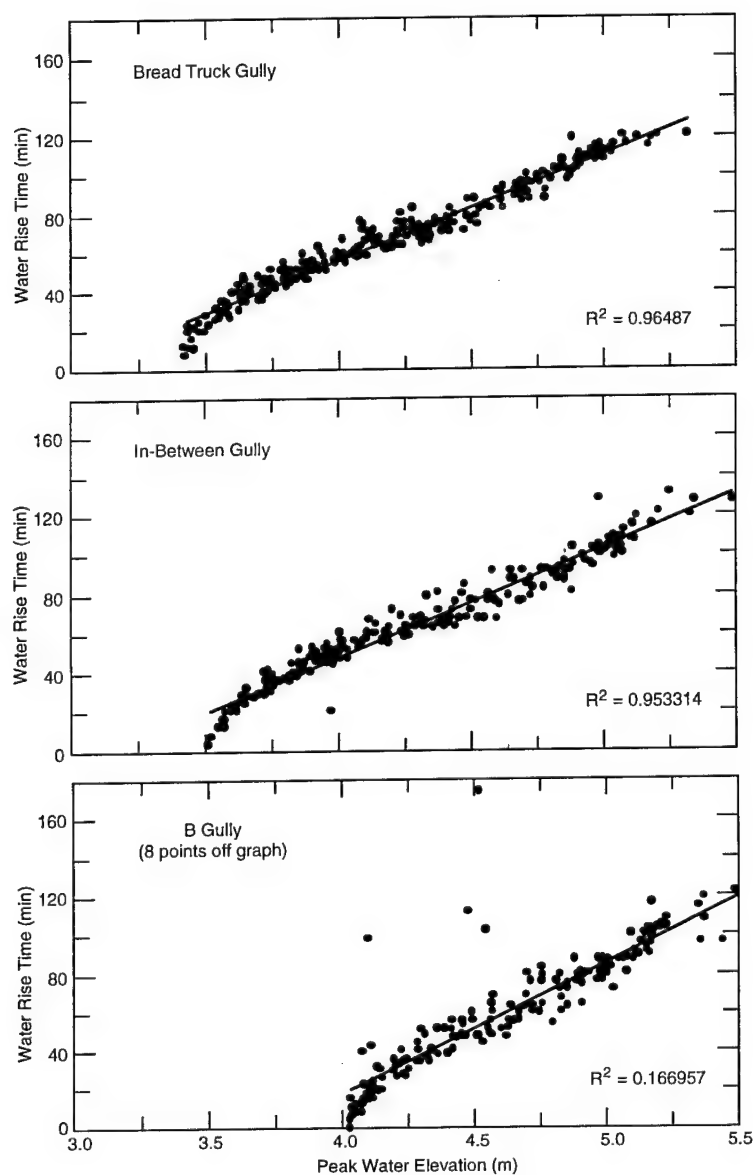 160
120
80
40
0
Water Rise Time (min)
Bread Truck Gully
R² = 0.96487
160
120
80
40
0
Water Rise Time (min)
In-Between Gully
R² = 0.953314
160
120
80
40
0
Water Rise Time (min)
B Gully
(8 points off graph)
R² = 0.166957
3.0 3.5 4.0 4.5 5.0 5.5
Peak Water Elevation (m)